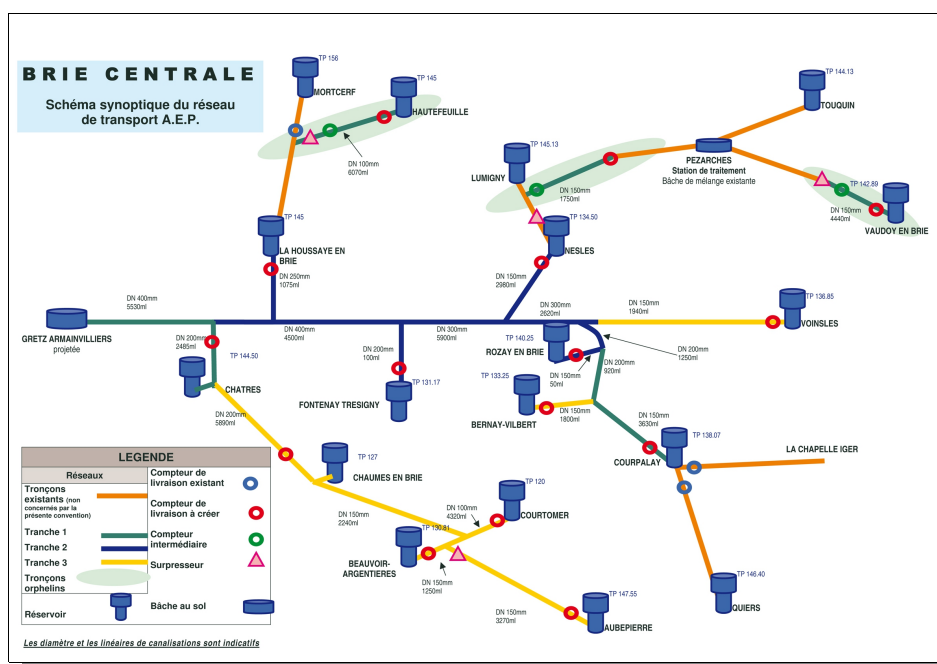 BRIE CENTRALE
Schéma synoptique du réseau
de transport A.E.P.
TP 156
MORTCERF
TP 145
HAUTEFEUILLE
DN 100mm
6070ml
TP 144.13
TOUQUIN
TP 145.13
LUMIGNY
PEZARCHES
Station de traitement
Bâche de mélange existante
DN 150mm
1750ml
TP 142.89
DN 150mm
4440ml
VAUDOY EN BRIE
TP 145
LA HOUSSAYE EN
BRIE
DN 250mm
1075ml
TP 134.50
NESLES
DN 150mm
2980ml
DN 400mm
5530ml
GRETZ ARMAINVILLIERS
projetée
DN 400mm
4500ml
DN 300mm
5900ml
DN 300mm
2620ml
DN 150mm
1940ml
TP 136.85
VOINSLES
DN 200mm
2485ml
TP 144.50
CHATRES
DN 200mm
100ml
TP 131.17
FONTENAY TRESIGNY
TP 140.25
ROZAY EN BRIE
DN 150mm
50ml
DN 200mm
920ml
DN 200mm
1250ml
TP 133.25
BERNAY-VILBERT
DN 150mm
1800ml
DN 150mm
3630ml
TP 138.07
COURPALAY
LA CHAPELLE IGER
DN 200mm
5890ml
TP 127
CHAUMES EN BRIE
DN 150mm
2240ml
DN 100mm
4320ml
TP 120
COURTOMER
TP 130.81
BEAUVOIR-
ARGENTIERES
DN 150mm
1250ml
DN 150mm
3270ml
TP 147.55
AUBEPIERRE
TP 146.40
QUIERS
LEGENDE
Réseaux
Tronçons
existants (non
concernés par la
présente convention)
Tranche 1
Tranche 2
Tranche 3
Tronçons
orphelins
Réservoir
Compteur de
livraison existant
Compteur de
livraison à créer
Compteur
intermédiaire
Surpresseur
Bâche au sol
Les diamètre et les linéaires de canalisations sont indicatifs